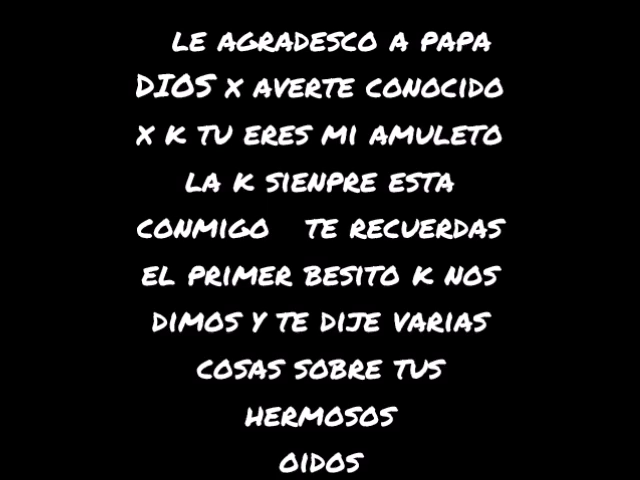 LE AGRADESCO A PAPA
DIOS X AVERTE CONOCIDO
X K TU ERES MI AMULETO
LA K SIENPRE ESTA
CONMIGO TE RECUERDAS
EL PRIMER BESITO K NOS
DIMOS Y TE DIJE VARIAS
COSAS SOBRE TUS
HERMOSOS
OIDOS